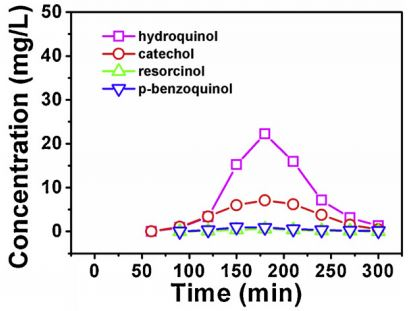 50
40
30
20
10
0
Concentration (mg/L)
hydroquinol
catechol
resorcinol
p-benzoquinol
0 50 100 150 200 250 300
Time (min)